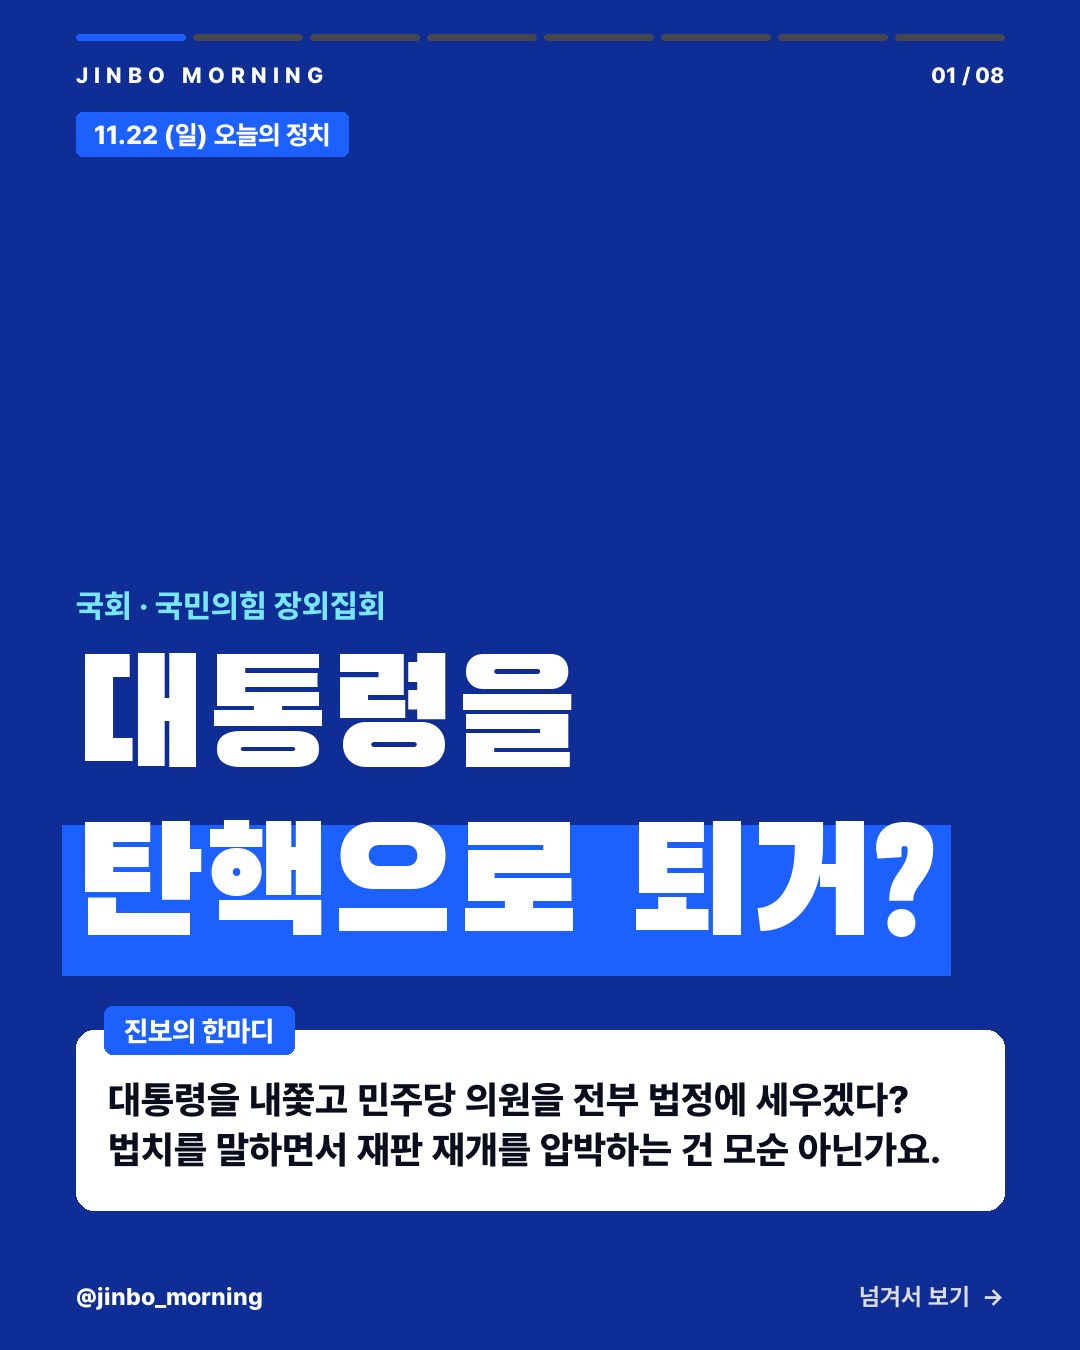 JINBO MORNING
01 / 08
11.22 (일) 오늘의 정치
국회 · 국민의힘 장외집회
대통령을
탄핵으로 퇴거?
진보의 한마디
대통령을 내쫓고 민주당 의원을 전부 법정에 세우겠다?
법치를 말하면서 재판 재개를 압박하는 건 모순 아닌가요.
@jinbo_morning
넘겨서 보기 →